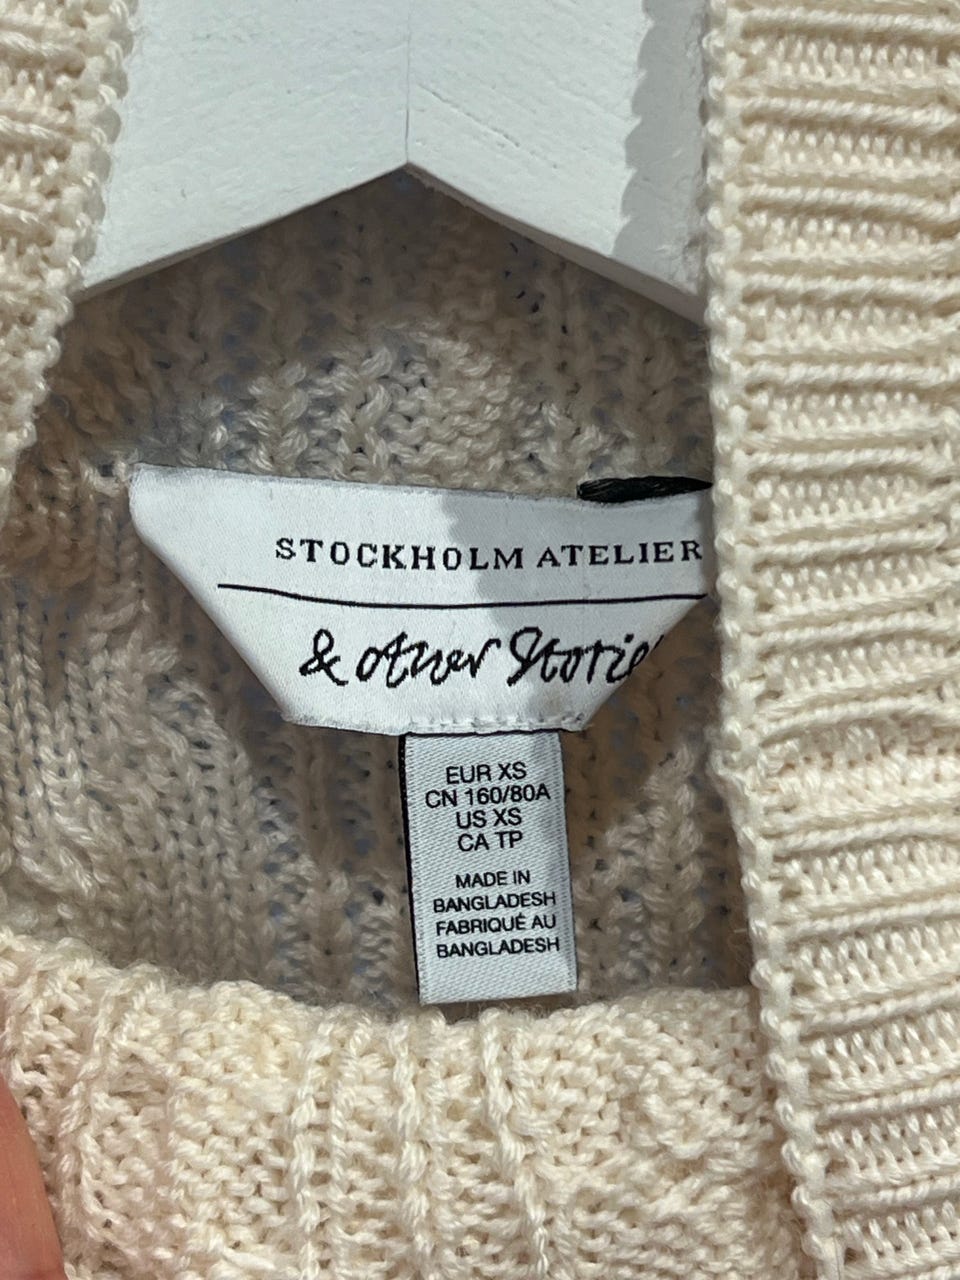 STOCKHOLM ATELIER
& other Stories
EUR XS
CN 160/80A
US XS
CA TP
MADE IN
BANGLADESH
FABRIQUÉ AU
BANGLADESH